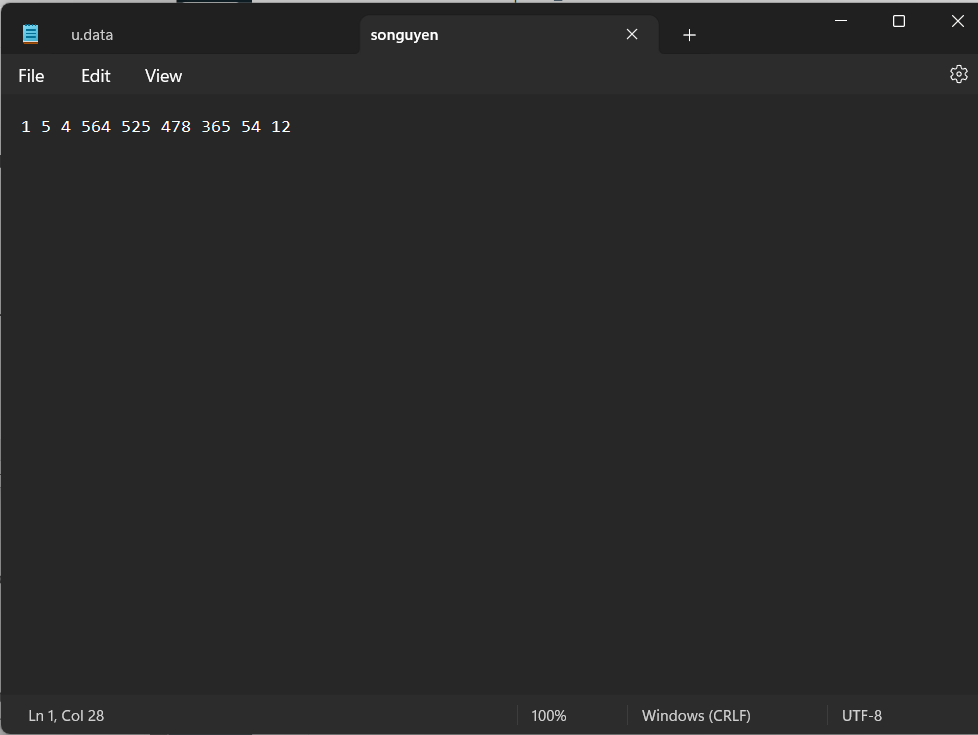 u.data
songuyen
File Edit View
1 5 4 564 525 478 365 54 12
Ln 1, Col 28
100%
Windows (CRLF)
UTF-8